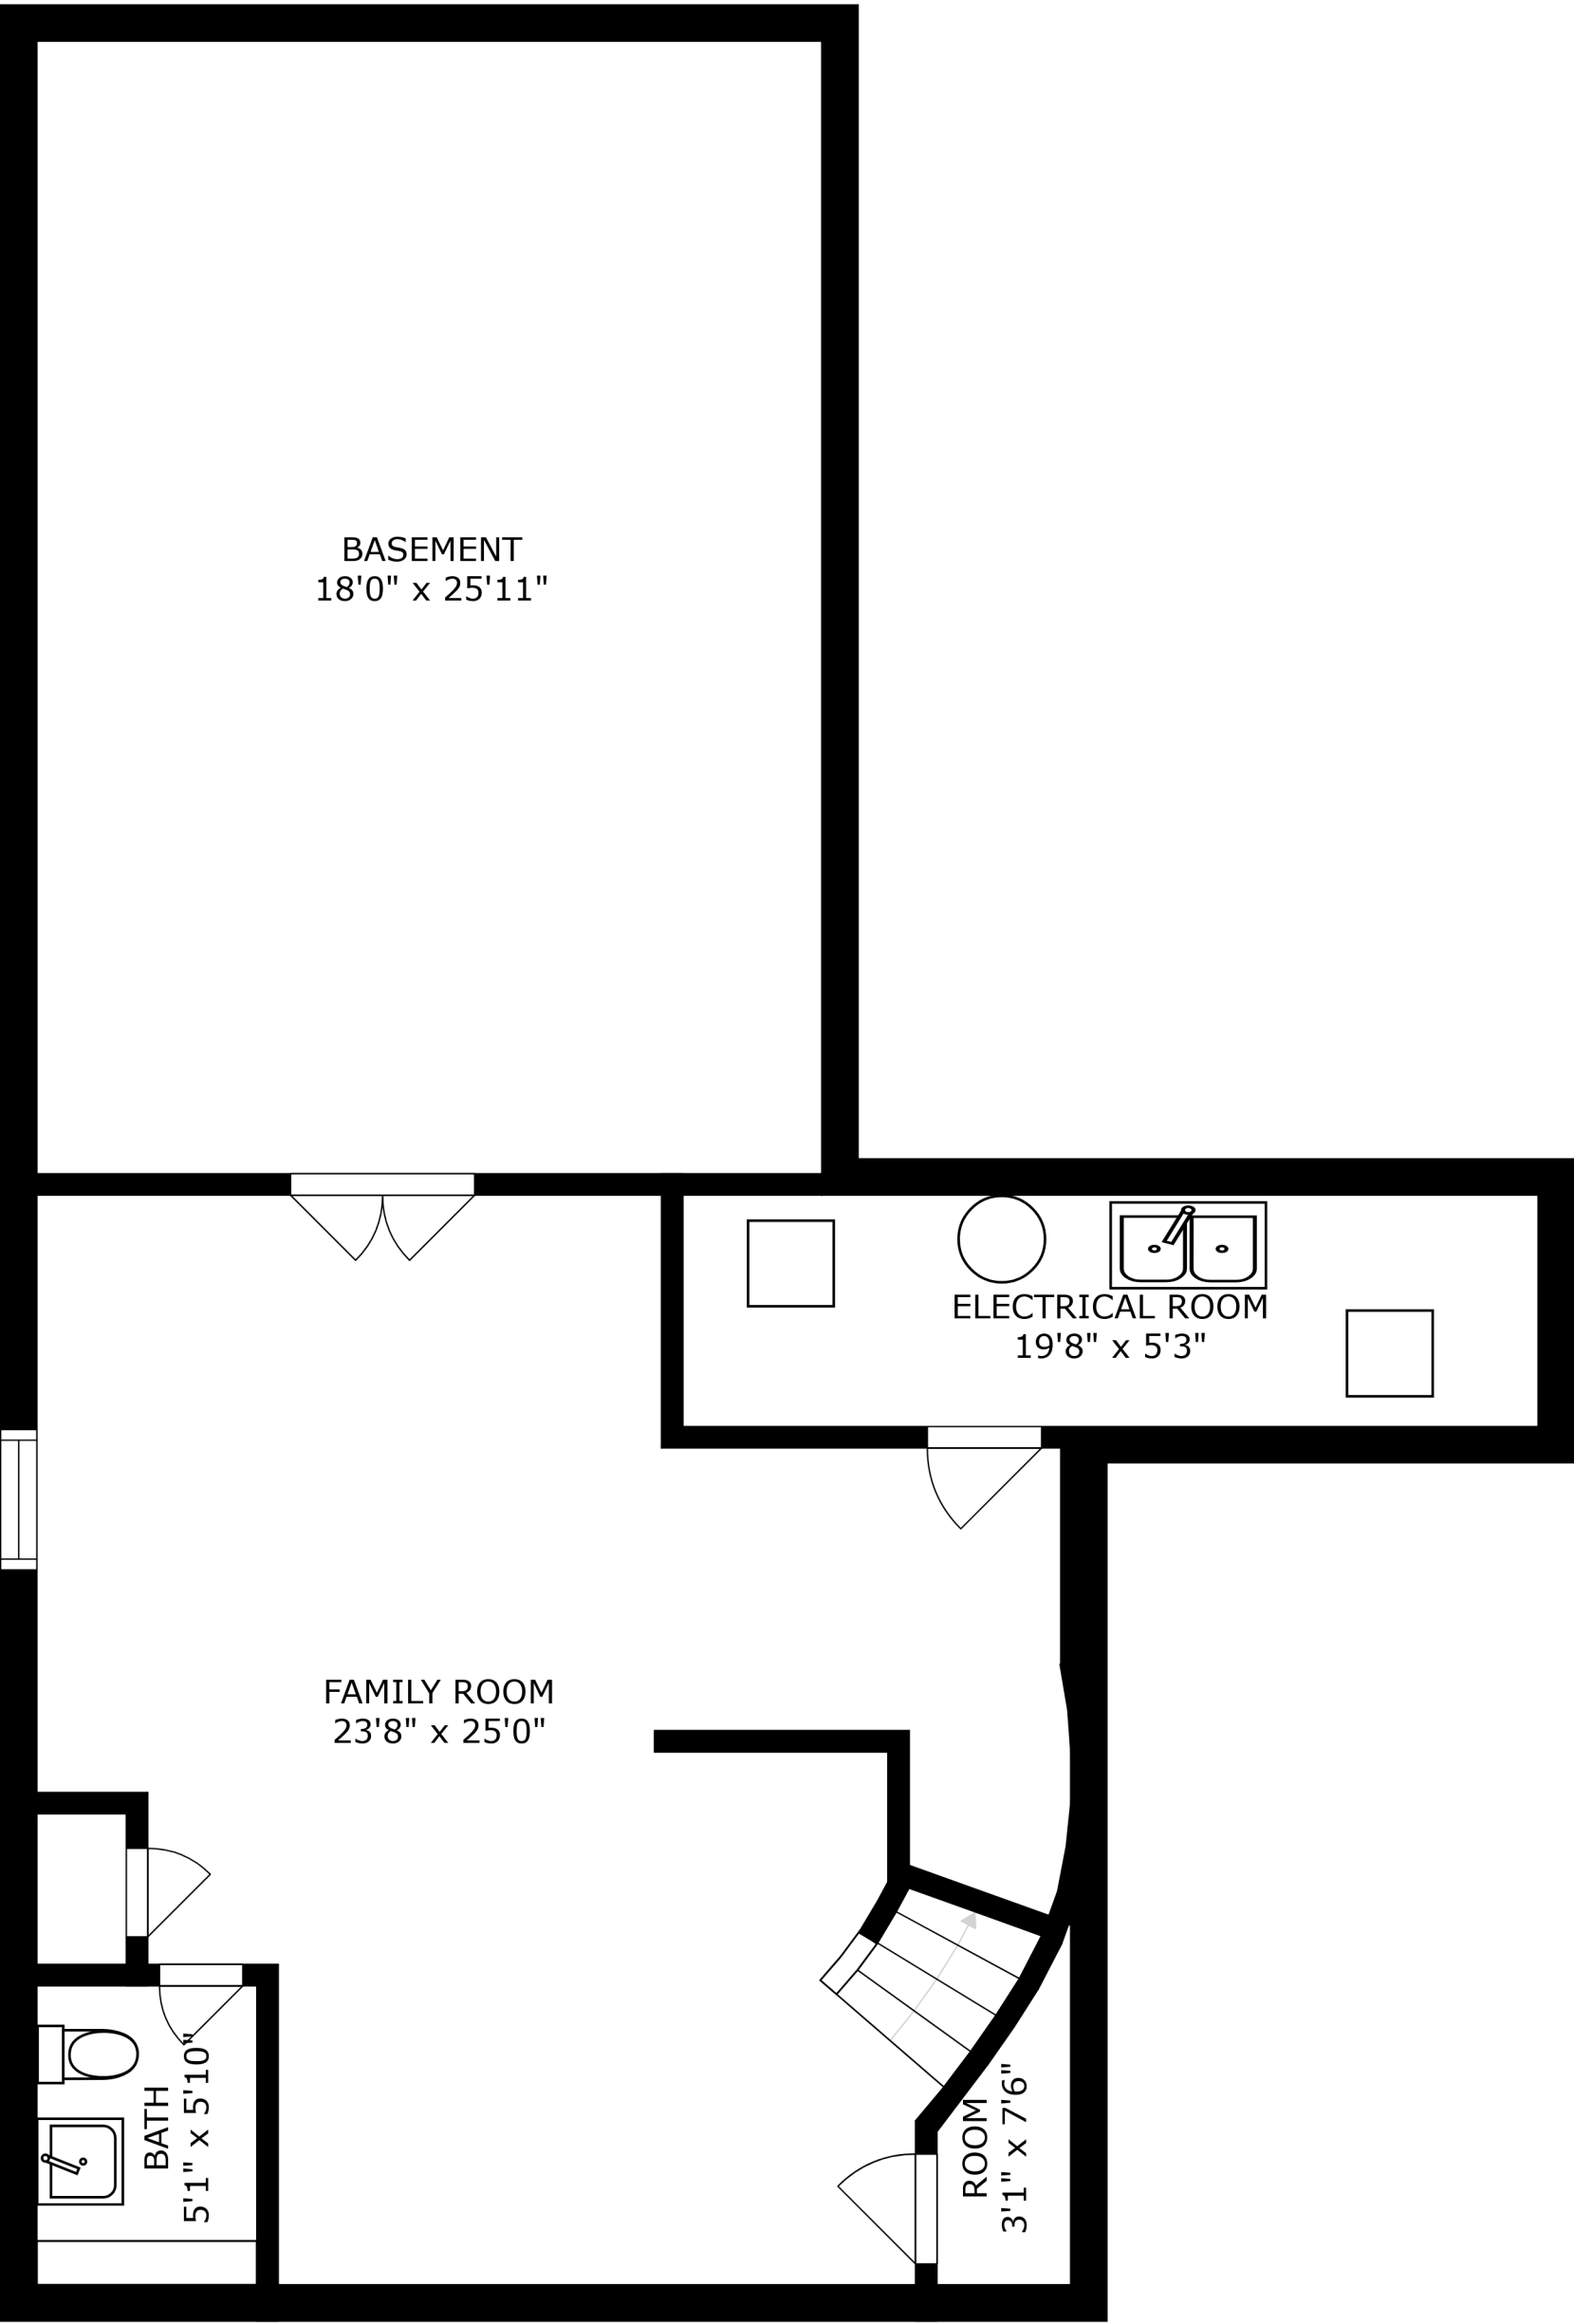 BASEMENT
18'0" x 25'11"
ELECTRICAL ROOM
19'8" x 5'3"
FAMILY ROOM
23'8" x 25'0"
BATH
5'1" x 5'10"
ROOM
3'1" x 7'6"